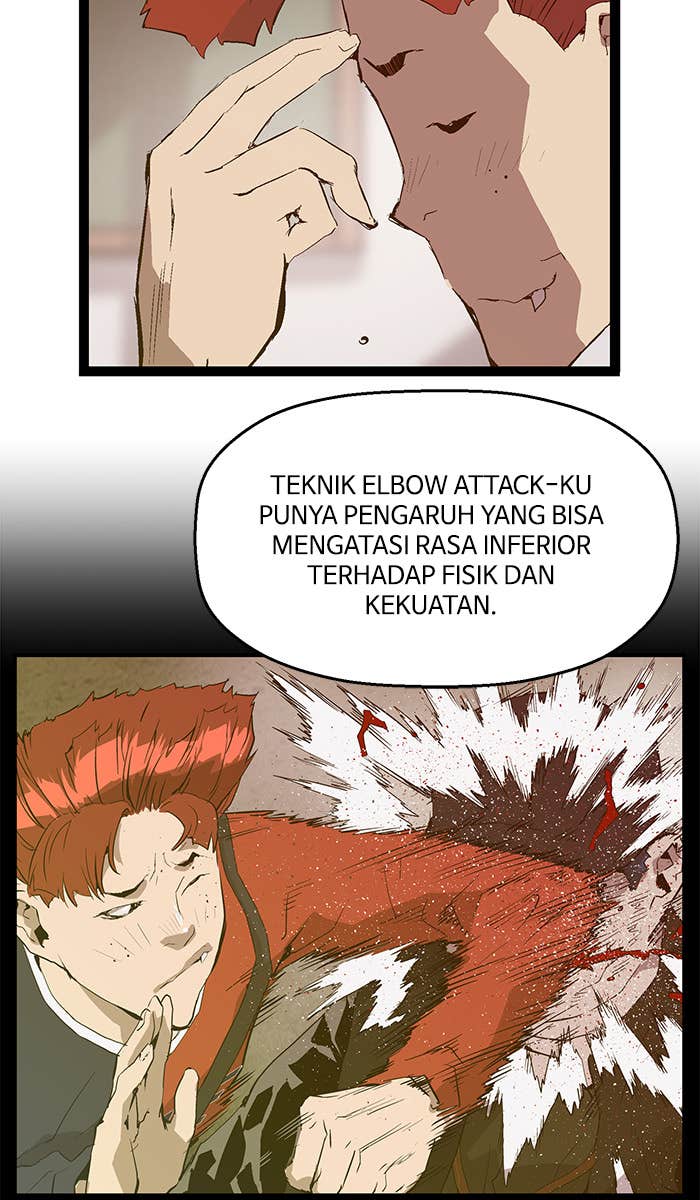 TEKNIK ELBOW ATTACK-KU
PUNYA PENGARUH YANG BISA
MENGATASI RASA INFERIOR
TERHADAP FISIK DAN
KEKUATAN.